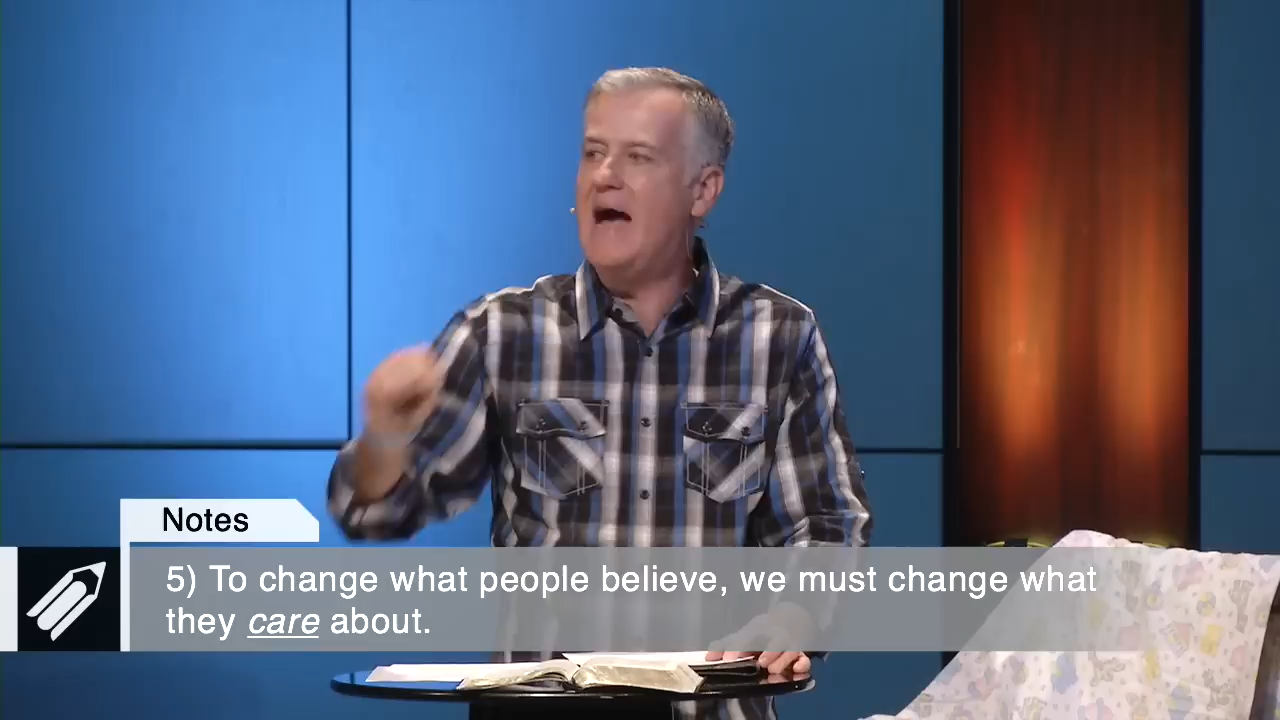 Notes
5) To change what people believe, we must change what
they care about.